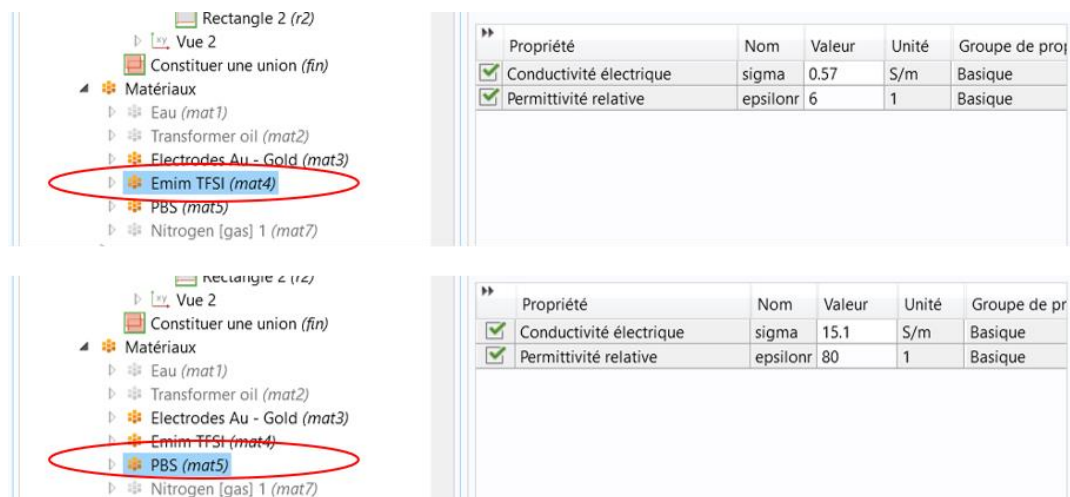 Rectangle 2 (r2)
Vue 2
Constituer une union (fin)
Matériaux
Eau (mat1)
Transformer oil (mat2)
Electrodes Au - Gold (mat3)
Emim TFSI (mat4)
PBS (mat5)
Nitrogen [gas] 1 (mat7)
Propriété Nom Valeur Unité Groupe de prop
Conductivité électrique sigma 0.57 S/m Basique
Permittivité relative epsilonr 6 1 Basique
Rectangle 2 (r2)
Vue 2
Constituer une union (fin)
Matériaux
Eau (mat1)
Transformer oil (mat2)
Electrodes Au - Gold (mat3)
Emim TFSI (mat4)
PBS (mat5)
Nitrogen [gas] 1 (mat7)
Propriété Nom Valeur Unité Groupe de pr
Conductivité électrique sigma 15.1 S/m Basique
Permittivité relative epsilonr 80 1 Basique